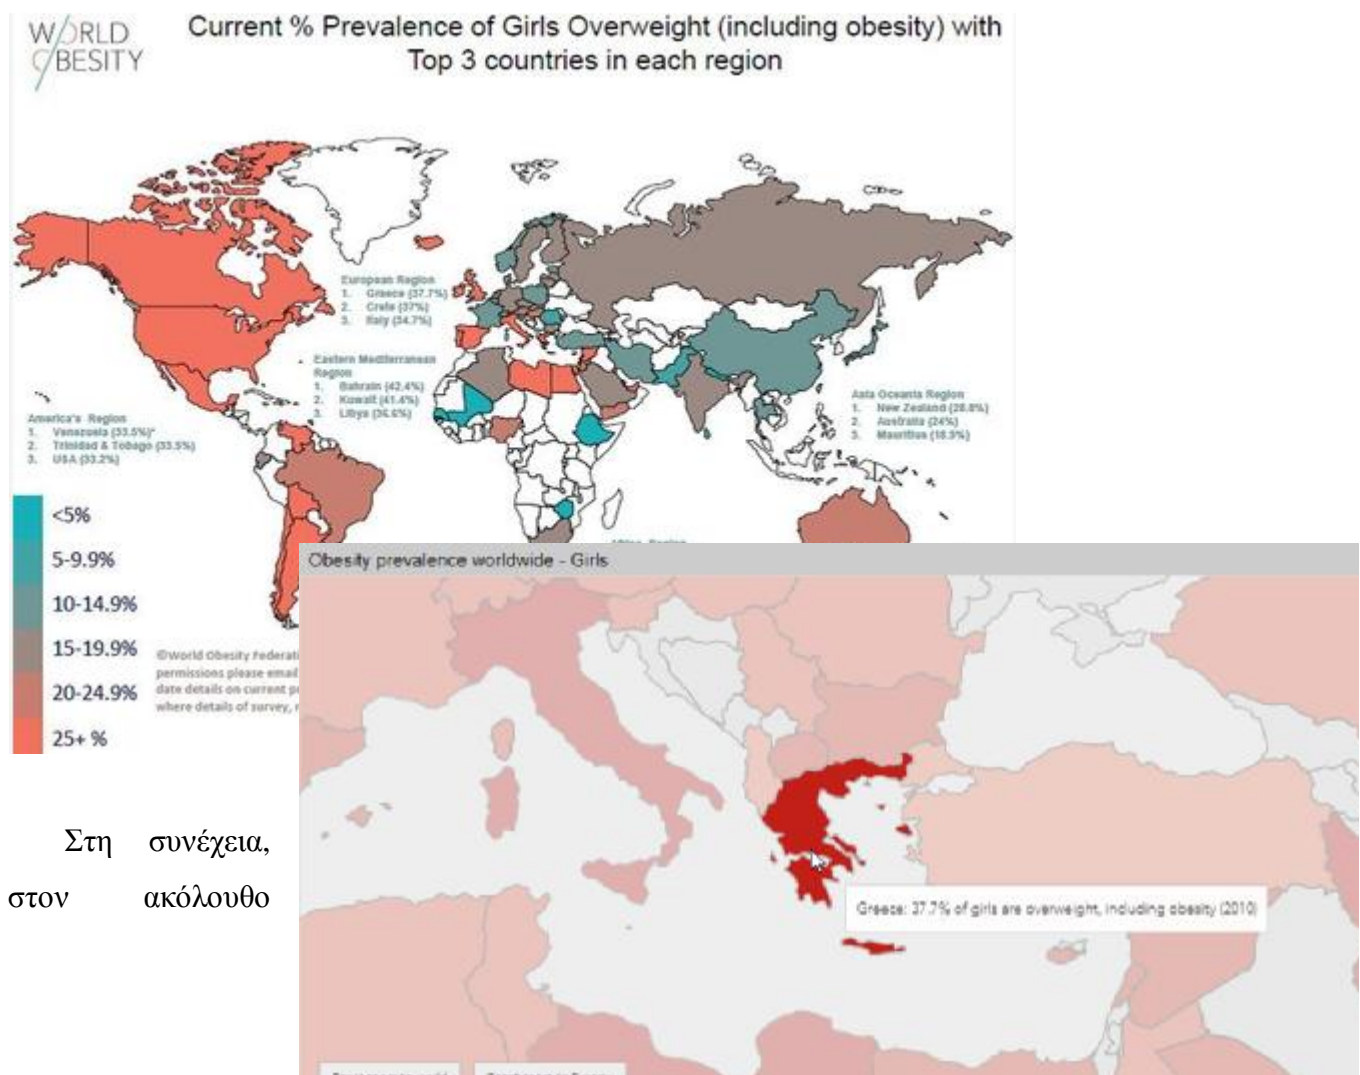 WORLD
OBESITY
Current % Prevalence of Girls Overweight (including obesity) with
Top 3 countries in each region
European Region
1. Greece (37.7%)
2. Crete (37%)
3. Italy (34.7%)
Eastern Mediterranean
Region
1. Bahrain (42.4%)
2. Kuwait (41.4%)
3. Libya (36.6%)
America's Region
1. Venezuela (33.5%)*
2. Trinidad & Tobago (33.5%)
3. USA (33.2%)
Asia Oceania Region
1. New Zealand (28.8%)
2. Australia (24%)
3. Mauritius (18.9%)
<5%
5-9.9%
10-14.9%
15-19.9%
20-24.9%
25+ %
©World Obesity Federati
permissions please email
date details on current p
where details of survey,
Obesity prevalence worldwide - Girls
Greece: 37.7% of girls are overweight, including obesity (2010)
Στη συνέχεια,
στον ακόλουθο